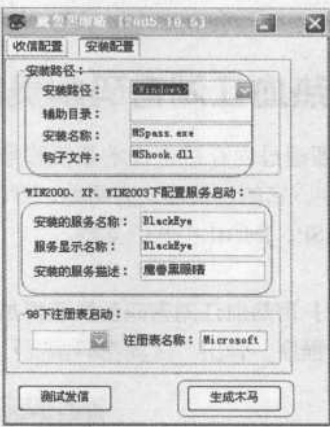 魔兽黑眼睛 [2005.10.5]
收信配置 安装配置
安装路径：
安装路径： <Windows>
辅助目录：
安装名称： MSpass.exe
钩子文件： MShook.dll
WIN2000、XP、WIN2003下配置服务启动：
安装的服务名称： BlackEye
服务显示名称： BlackEye
安装的服务描述： 魔兽黑眼睛
98下注册表启动：
注册表名称： Microsoft
测试发信 生成木马